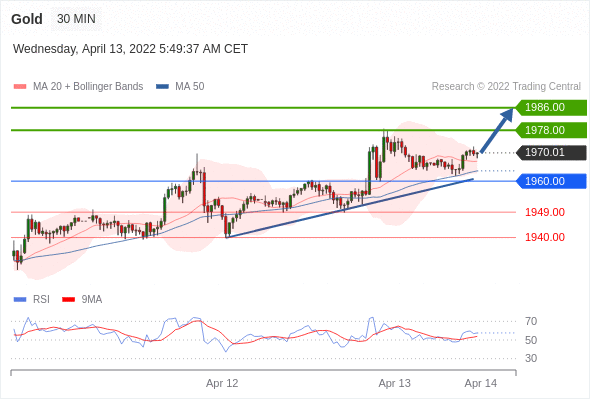 Gold 30 MIN
Wednesday, April 13, 2022 5:49:37 AM CET
MA 20 + Bollinger Bands MA 50 Research © 2022 Trading Central
1986.00
1978.00
1970.01
1960.00
1949.00
1940.00
RSI 9MA
70
50
30
Apr 12 Apr 13 Apr 14